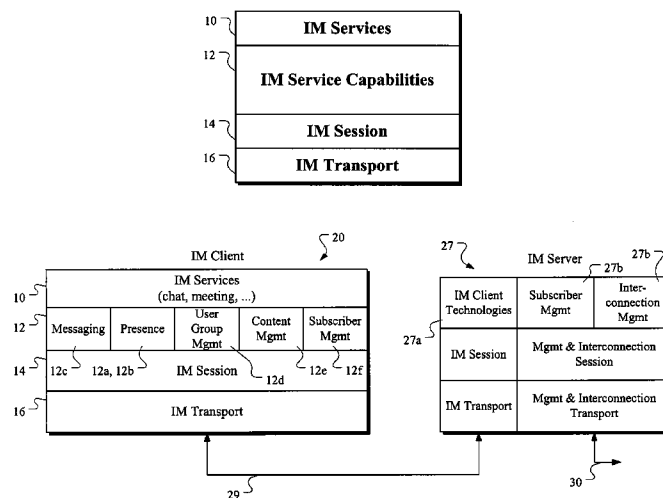 10
IM Services
12
IM Service Capabilities
14
IM Session
16
IM Transport
IM Client
20
10
IM Services
(chat, meeting, ...)
12
Messaging
Presence
User
Group
Mgmt
Content
Mgmt
Subscriber
Mgmt
14
12c
12a, 12b
IM Session
12d
12e
12f
16
IM Transport
29
27
IM Server
27b
27b
IM Client
Technologies
Subscriber
Mgmt
Inter-
connection
Mgmt
27a
IM Session
Mgmt & Interconnection
Session
IM Transport
Mgmt & Interconnection
Transport
30